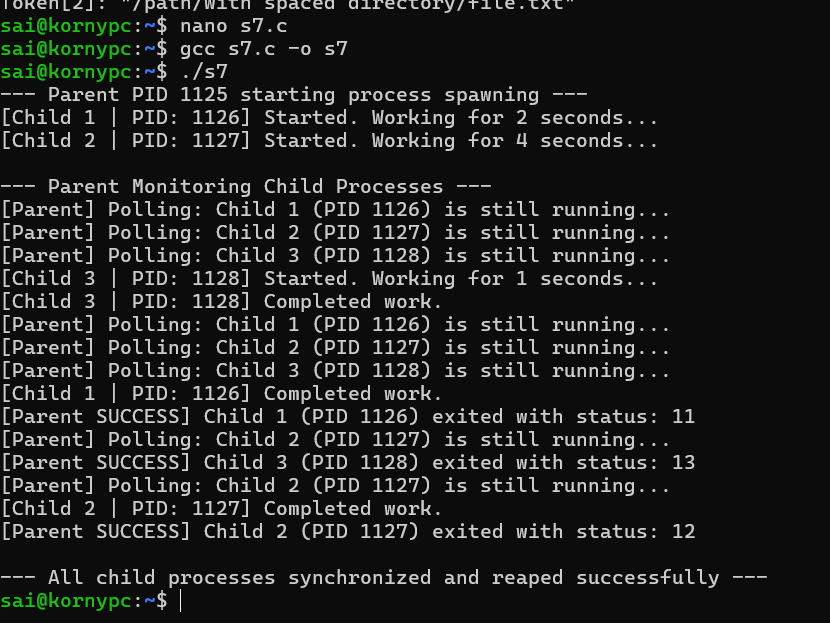 Token[2]: "/path/with spaced directory/file.txt"
sai@kornypc:~$ nano s7.c
sai@kornypc:~$ gcc s7.c -o s7
sai@kornypc:~$ ./s7
--- Parent PID 1125 starting process spawning ---
[Child 1 | PID: 1126] Started. Working for 2 seconds...
[Child 2 | PID: 1127] Started. Working for 4 seconds...

--- Parent Monitoring Child Processes ---
[Parent] Polling: Child 1 (PID 1126) is still running...
[Parent] Polling: Child 2 (PID 1127) is still running...
[Parent] Polling: Child 3 (PID 1128) is still running...
[Child 3 | PID: 1128] Started. Working for 1 seconds...
[Child 3 | PID: 1128] Completed work.
[Parent] Polling: Child 1 (PID 1126) is still running...
[Parent] Polling: Child 2 (PID 1127) is still running...
[Parent] Polling: Child 3 (PID 1128) is still running...
[Child 1 | PID: 1126] Completed work.
[Parent SUCCESS] Child 1 (PID 1126) exited with status: 11
[Parent] Polling: Child 2 (PID 1127) is still running...
[Parent SUCCESS] Child 3 (PID 1128) exited with status: 13
[Parent] Polling: Child 2 (PID 1127) is still running...
[Child 2 | PID: 1127] Completed work.
[Parent SUCCESS] Child 2 (PID 1127) exited with status: 12

--- All child processes synchronized and reaped successfully ---
sai@kornypc:~$